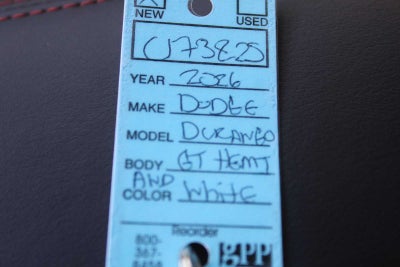 NEW USED
U73825
YEAR 2026
MAKE DODGE
MODEL DURANGO
BODY GT HEMI
AND
COLOR White
Reorder
800-
367-
gpp